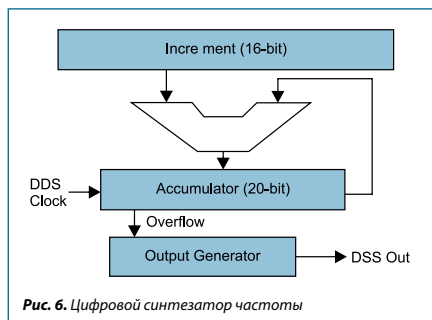 Incre ment (16-bit)
DDS
Clock
Accumulator (20-bit)
Overflow
Output Generator
DSS Out
Рис. 6. Цифровой синтезатор частоты